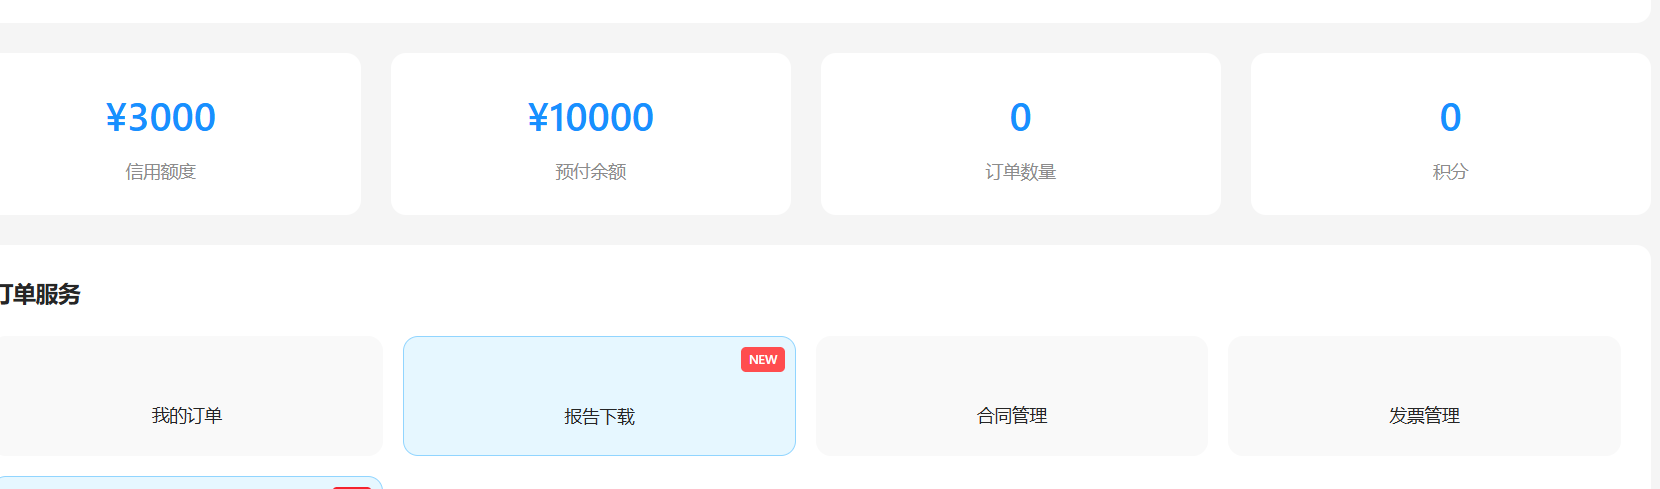 ¥3000
信用额度
¥10000
预付余额
0
订单数量
0
积分
订单服务
我的订单
NEW
报告下载
合同管理
发票管理